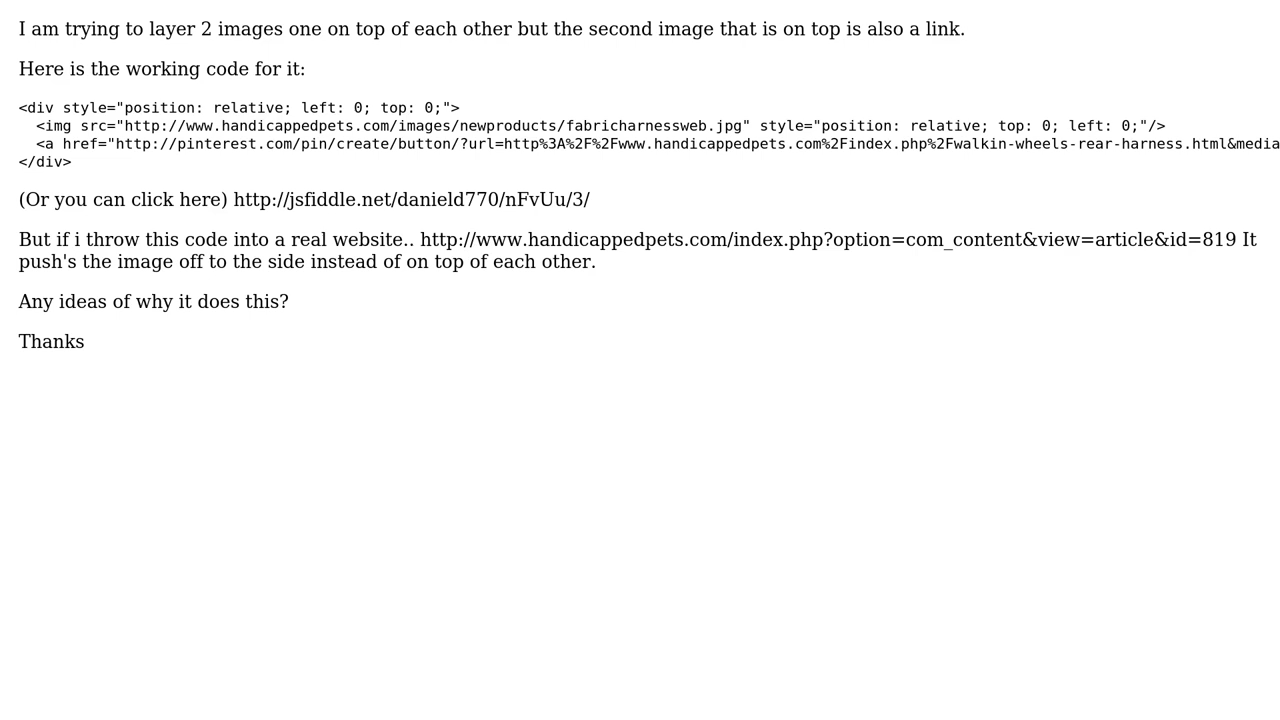 I am trying to layer 2 images one on top of each other but the second image that is on top is also a link.
Here is the working code for it:
<div style="position: relative; left: 0; top: 0;">
  <img src="http://www.handicappedpets.com/images/newproducts/fabricharnessweb.jpg" style="position: relative; top: 0; left: 0;"/>
  <a href="http://pinterest.com/pin/create/button/?url=http%3A%2F%2Fwww.handicappedpets.com%2Findex.php%2Fwalkin-wheels-rear-harness.html&media
</div>
(Or you can click here) http://jsfiddle.net/danield770/nFvUu/3/
But if i throw this code into a real website.. http://www.handicappedpets.com/index.php?option=com_content&view=article&id=819 It
push's the image off to the side instead of on top of each other.
Any ideas of why it does this?
Thanks